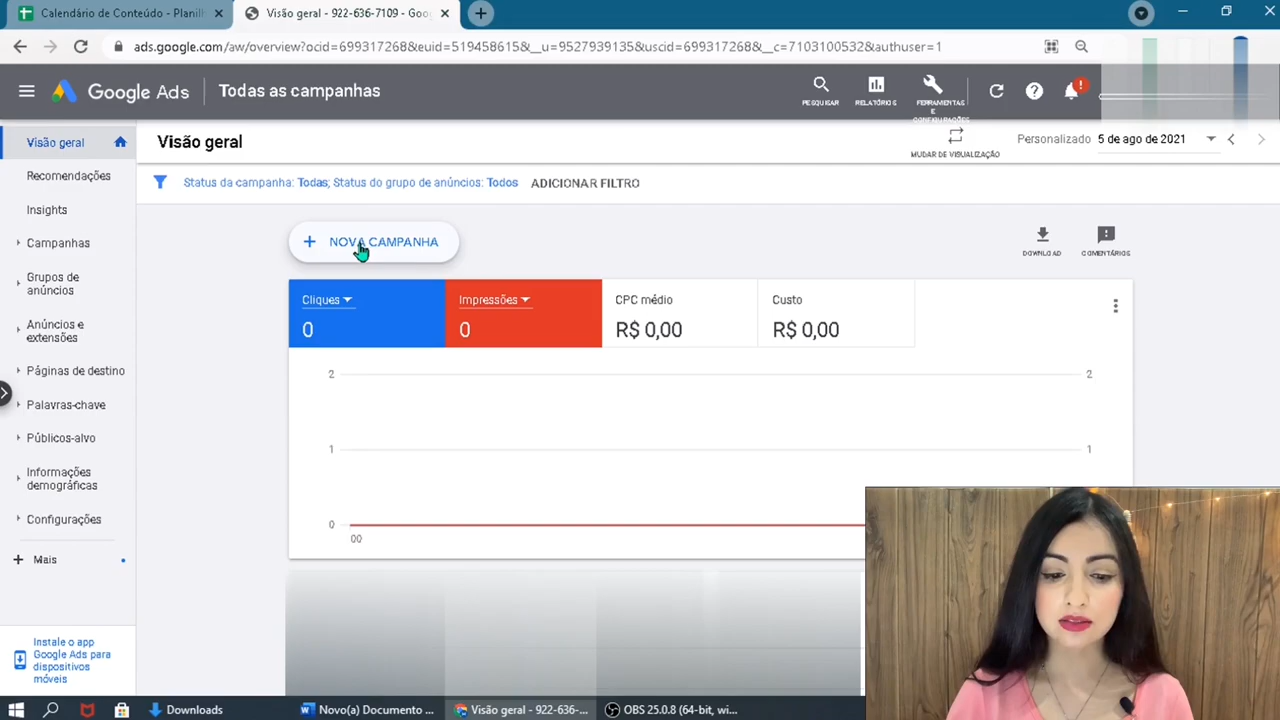 Calendário de Conteúdo - Planil
Visão geral - 922-636-7109 - Goo
ads.google.com/aw/overview?ocid=699317268&euid=519458615&__u=9527939135&uscid=699317268&__c=7103100532&authuser=1
Google Ads
Todas as campanhas
PESQUISAR
RELATÓRIOS
FERRAMENTAS
E
CONFIGURAÇÕES
Visão geral
Recomendações
Insights
Campanhas
Grupos de
anúncios
Anúncios e
extensões
Páginas de destino
Palavras-chave
Públicos-alvo
Informações
demográficas
Configurações
Mais
Instale o app
Google Ads para
dispositivos
móveis
Visão geral
MUDAR DE VISUALIZAÇÃO
Personalizado 5 de ago de 2021
Status da campanha: Todas; Status do grupo de anúncios: Todos ADICIONAR FILTRO
+ NOVA CAMPANHA
DOWNLOAD
COMENTÁRIOS
Cliques
0
Impressões
0
CPC médio
R$ 0,00
Custo
R$ 0,00
2 2
1 1
0
00
Downloads
Novo(a) Documento ...
Visão geral - 922-636-...
OBS 25.0.8 (64-bit, wi...